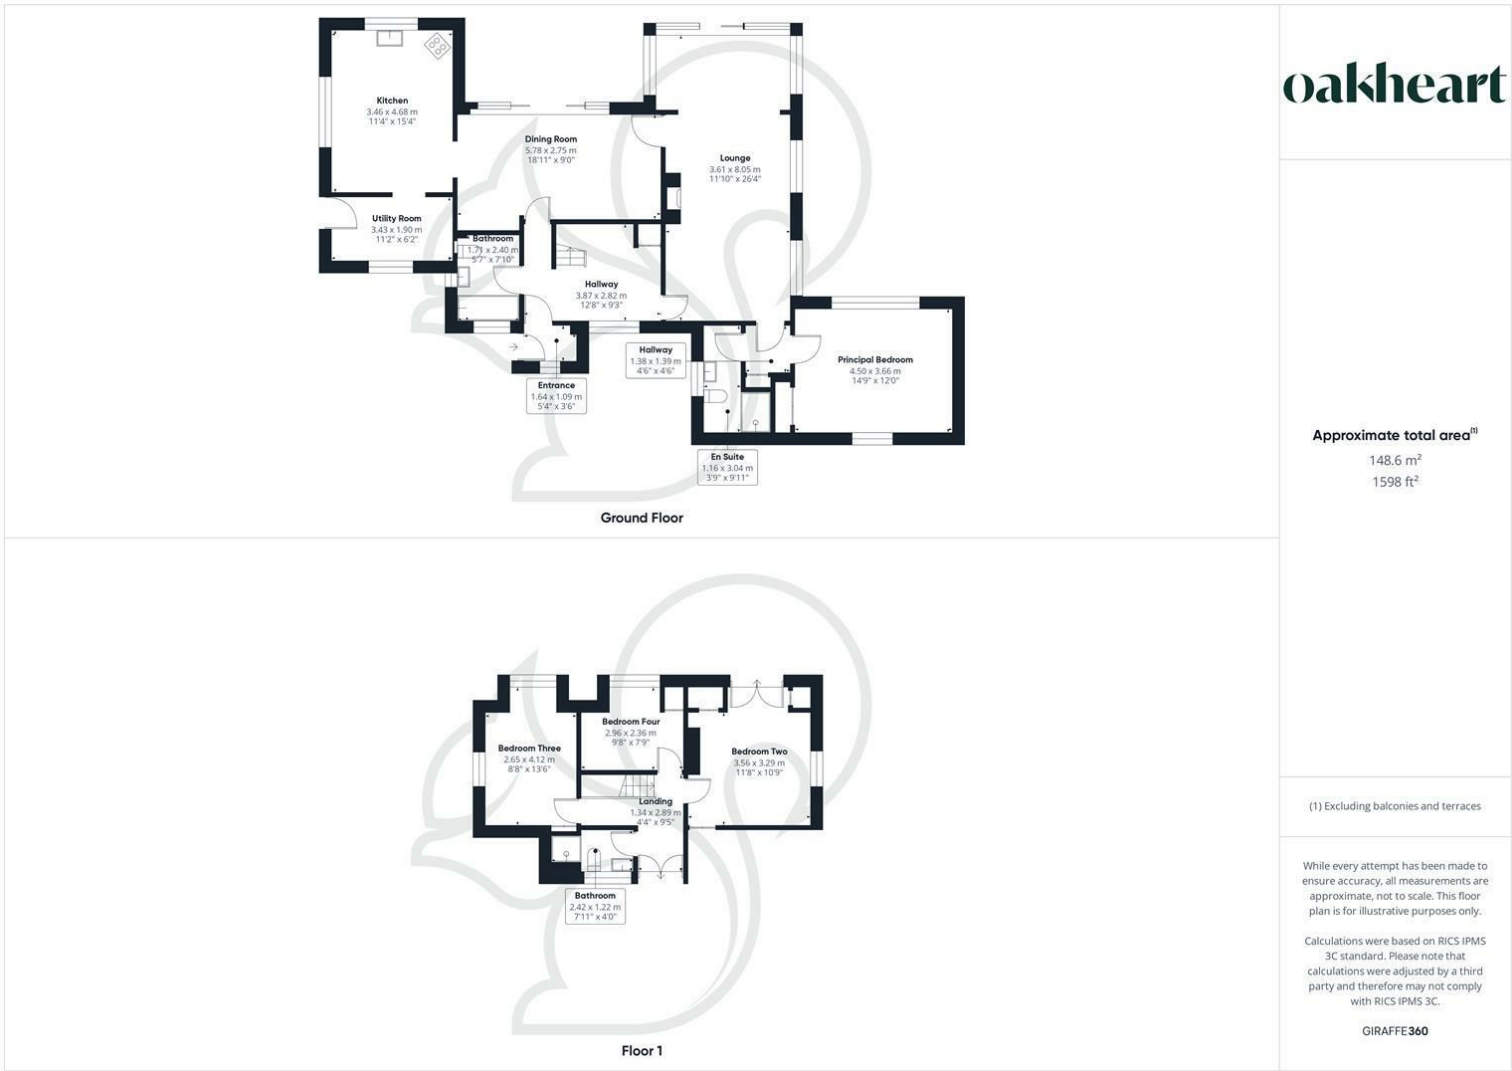 Kitchen
3.46 x 4.68 m
11'4" x 15'4"
Dining Room
5.78 x 2.75 m
18'11" x 9'0"
Lounge
3.61 x 8.05 m
11'10" x 26'4"
Utility Room
3.43 x 1.90 m
11'2" x 6'2"
Bathroom
1.71 x 2.40 m
5'7" x 7'10"
Hallway
3.87 x 2.82 m
12'8" x 9'3"
Hallway
1.38 x 1.39 m
4'6" x 4'6"
Principal Bedroom
4.50 x 3.66 m
14'9" x 12'0"
Entrance
1.64 x 1.09 m
5'4" x 3'6"
En Suite
1.16 x 3.04 m
3'9" x 9'11"
Ground Floor
Bedroom Four
2.96 x 2.36 m
9'8" x 7'9"
Bedroom Three
2.65 x 4.12 m
8'8" x 13'6"
Bedroom Two
3.56 x 3.29 m
11'8" x 10'9"
Landing
1.34 x 2.89 m
4'4" x 9'5"
Bathroom
2.42 x 1.22 m
7'11" x 4'0"
Floor 1
oakheart
Approximate total area(1)
148.6 m²
1598 ft²
(1) Excluding balconies and terraces
While every attempt has been made to
ensure accuracy, all measurements are
approximate, not to scale. This floor
plan is for illustrative purposes only.
Calculations were based on RICS IPMS
3C standard. Please note that
calculations were adjusted by a third
party and therefore may not comply
with RICS IPMS 3C.
GIRAFFE360